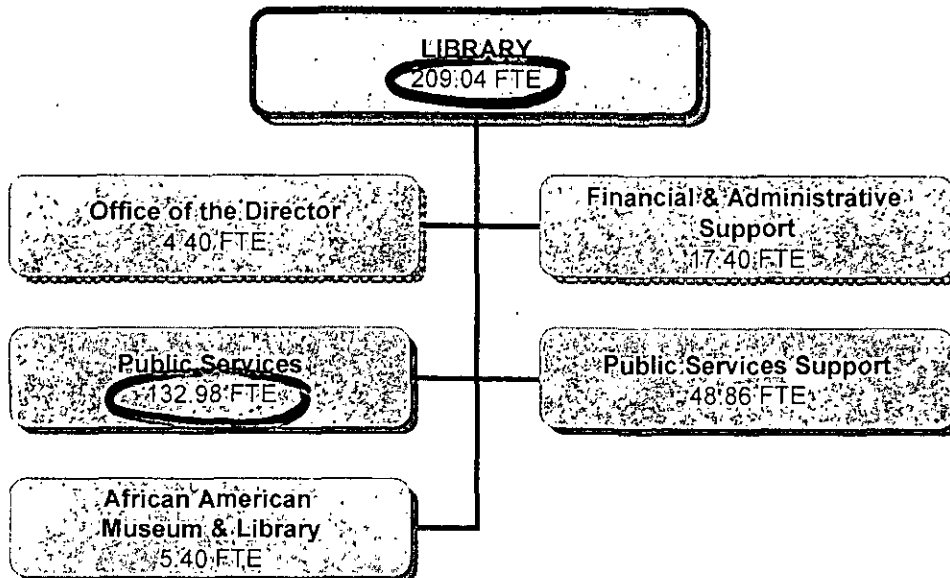 LIBRARY
209.04 FTE
Office of the Director
4.40 FTE
Financial & Administrative
Support
17.40 FTE
Public Services
132.98 FTE
Public Services Support
48.86 FTE
African American
Museum & Library
5.40 FTE